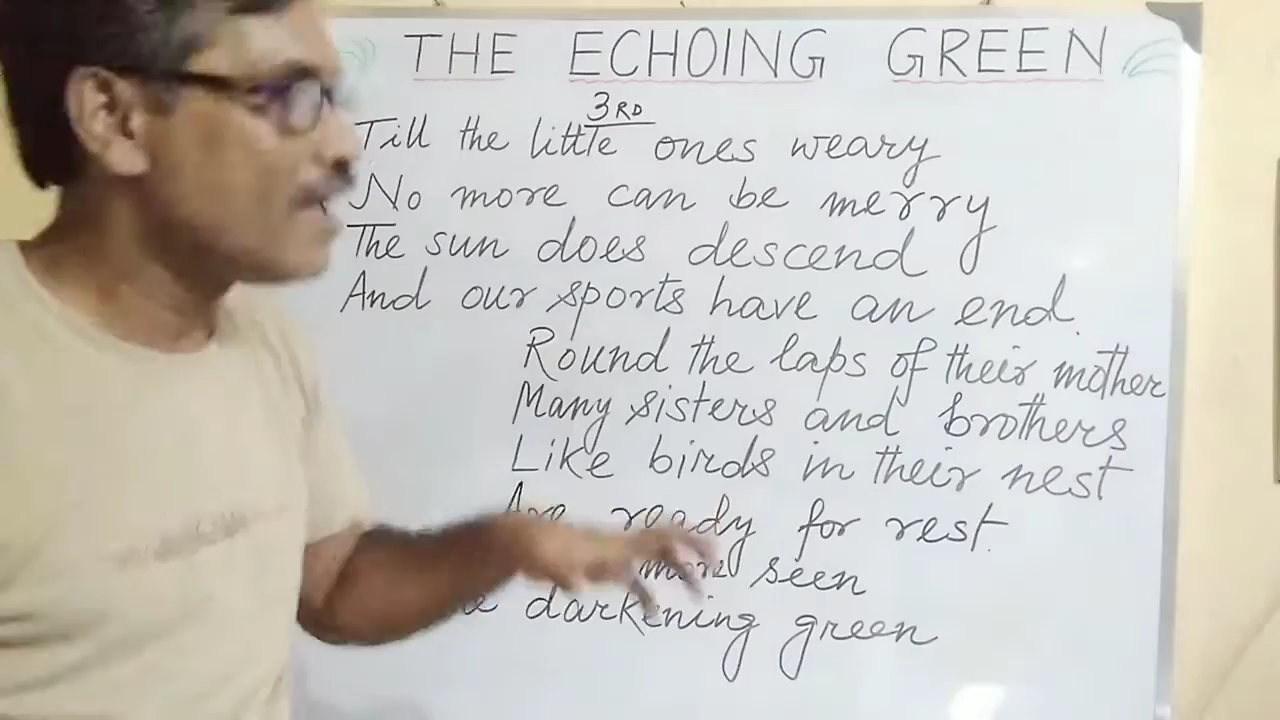 THE ECHOING GREEN
3RD
Till the little ones weary
No more can be merry
The sun does descend
And our sports have an end.
Round the laps of their mother
Many sisters and brothers
Like birds in their nest
Are ready for rest.
more seen
darkening green